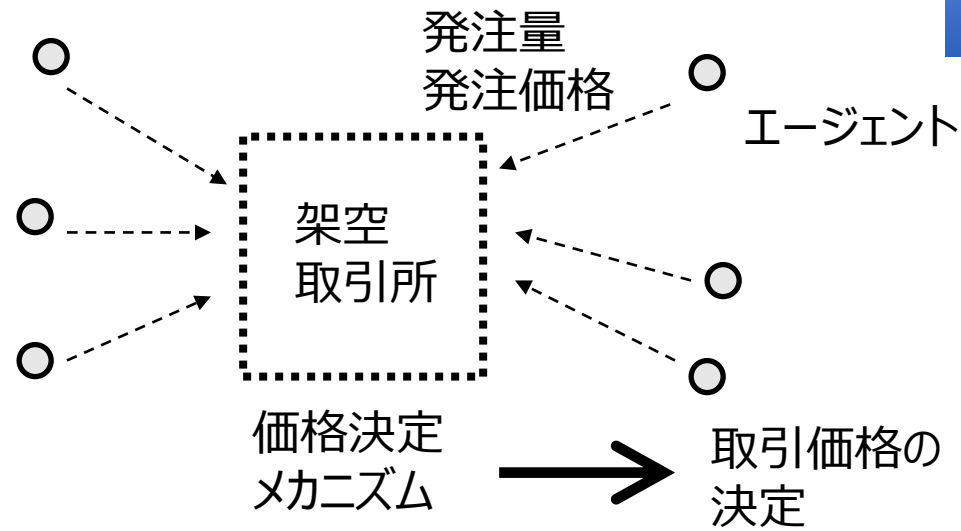 発注量
発注価格
エージェント
架空
取引所
価格決定
メカニズム
取引価格の
決定